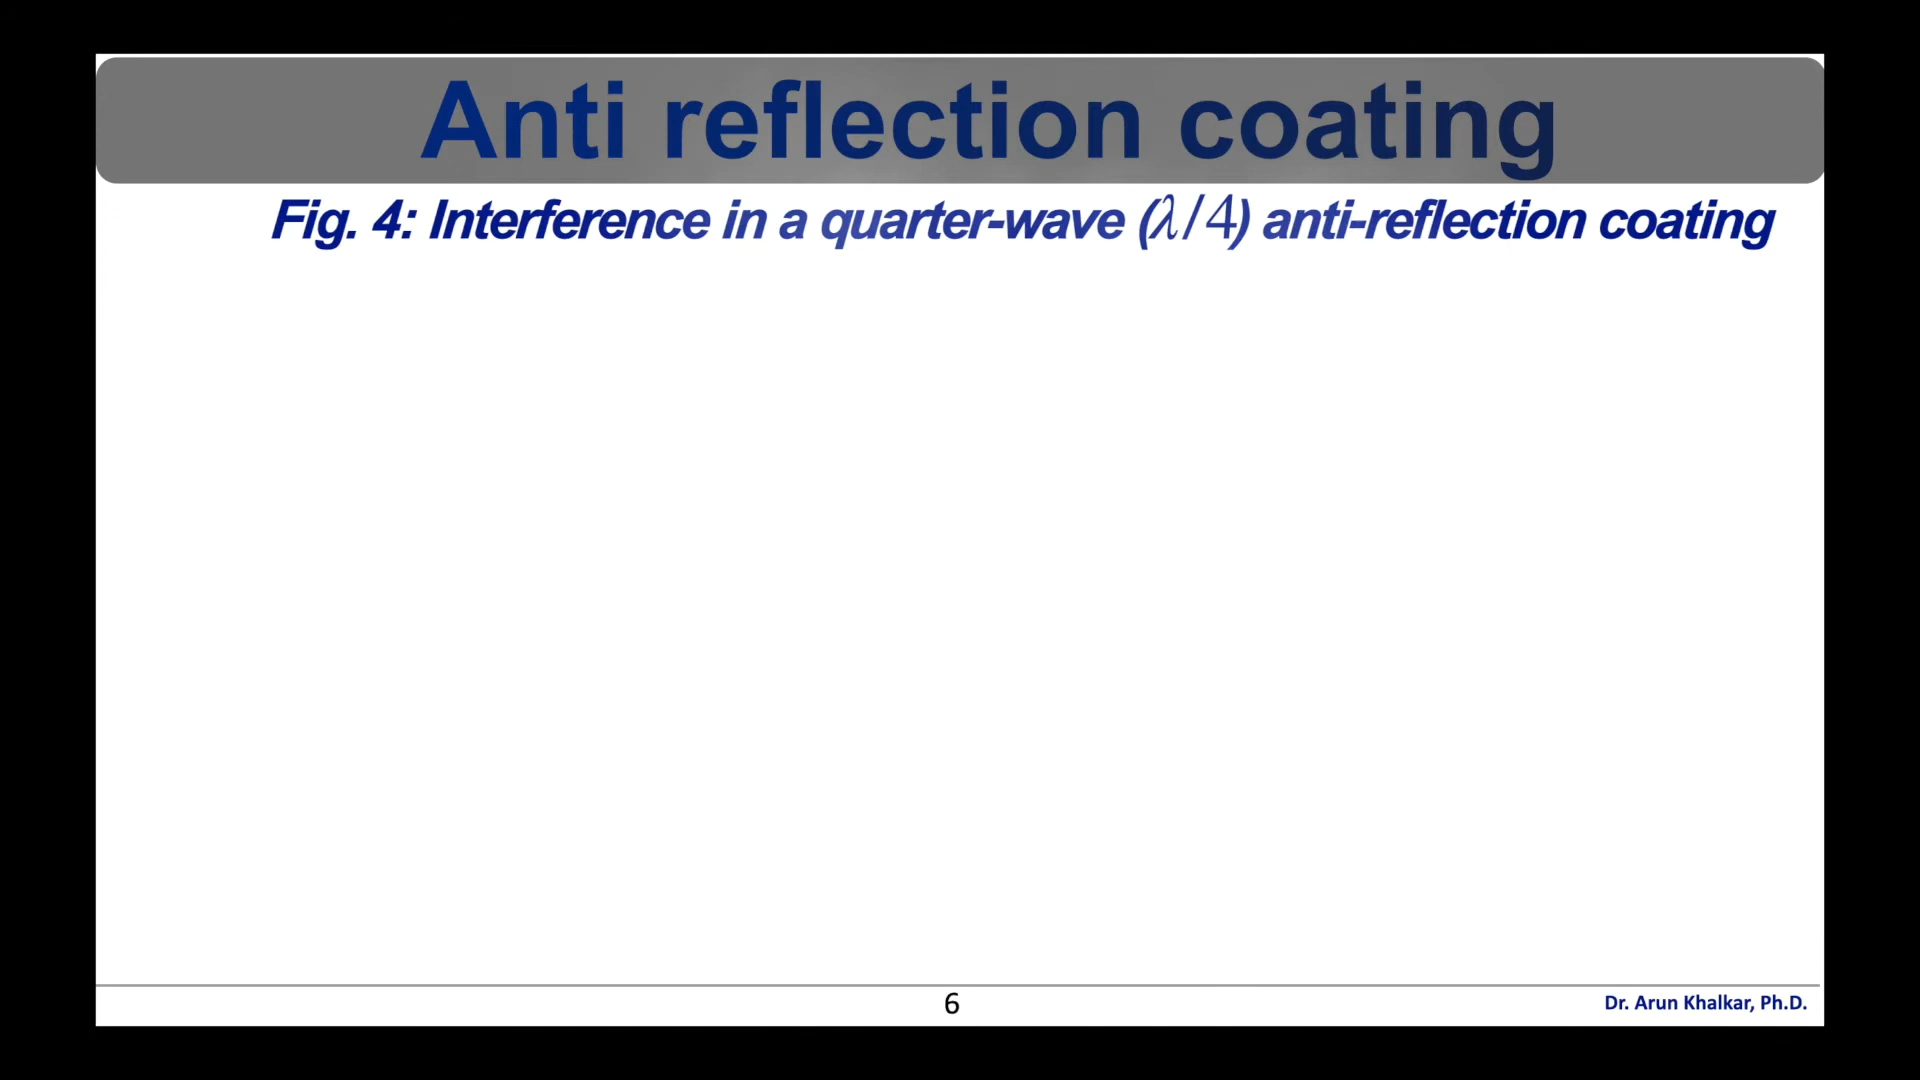 Anti reflection coating
Fig. 4: Interference in a quarter-wave (λ/4) anti-reflection coating
6
Dr. Arun Khalkar, Ph.D.